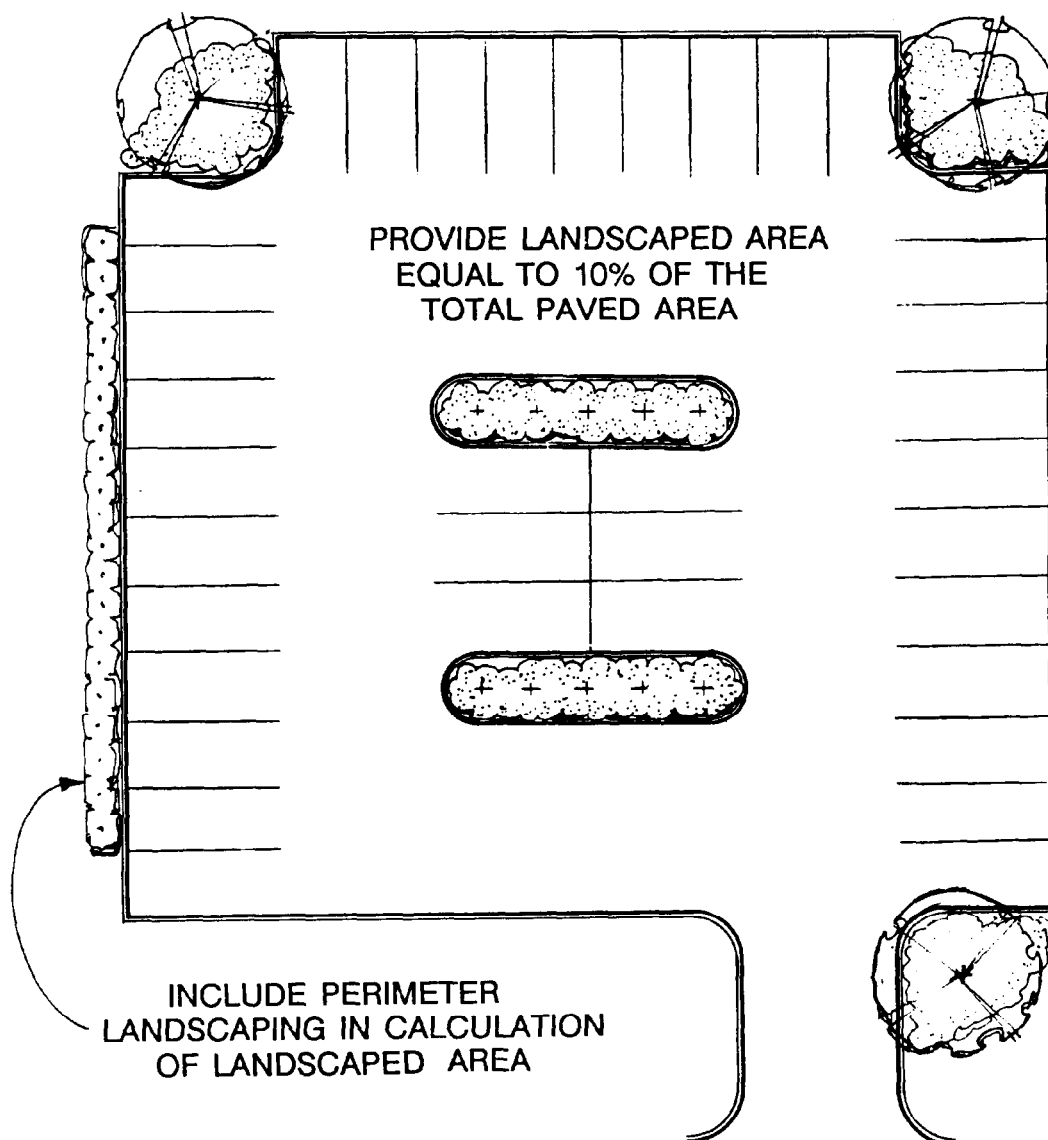 PROVIDE LANDSCAPED AREA
EQUAL TO 10% OF THE
TOTAL PAVED AREA
INCLUDE PERIMETER
LANDSCAPING IN CALCULATION
OF LANDSCAPED AREA